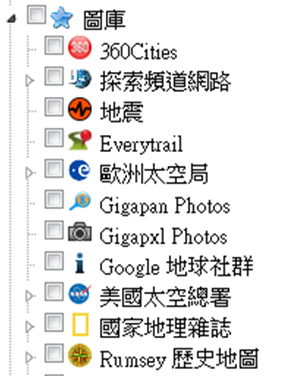 圖庫
360Cities
探索頻道網路
地震
Everytrail
歐洲太空局
Gigapan Photos
Gigapxl Photos
Google 地球社群
美國太空總署
國家地理雜誌
Rumsey 歷史地圖